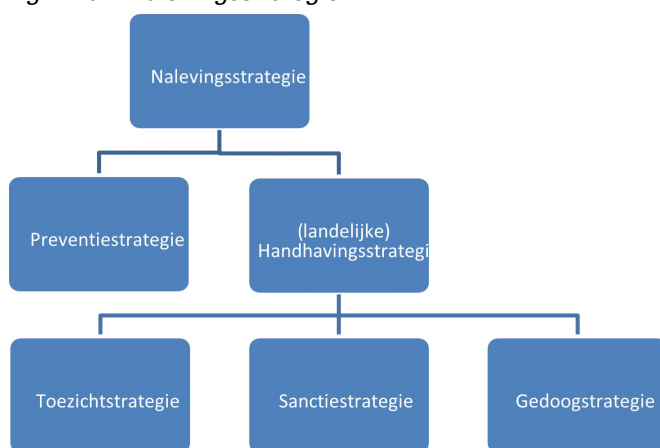 Nalevingsstrategie
Preventiestrategie
(landelijke)
Handhavingsstrategi
Toezichtstrategie
Sanctiestrategie
Gedoogstrategie